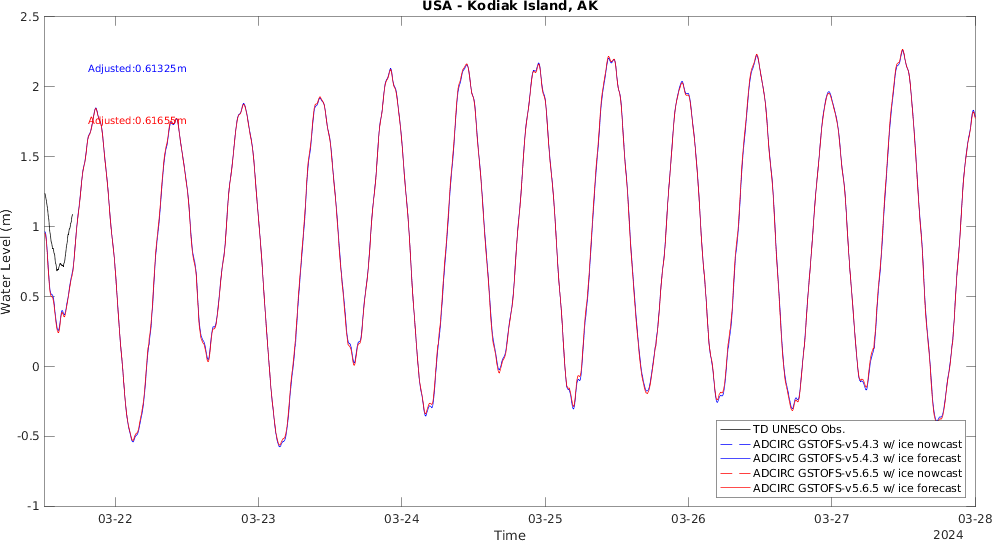 USA - Kodiak Island, AK
2.5
2
1.5
1
0.5
0
-0.5
-1
Water Level (m)
Adjusted:0.61325m
Adjusted:0.61655m
TD UNESCO Obs.
ADCIRC GSTOFS-v5.4.3 w/ ice nowcast
ADCIRC GSTOFS-v5.4.3 w/ ice forecast
ADCIRC GSTOFS-v5.6.5 w/ ice nowcast
ADCIRC GSTOFS-v5.6.5 w/ ice forecast
03-22 03-23 03-24 03-25 03-26 03-27 03-28
Time
2024